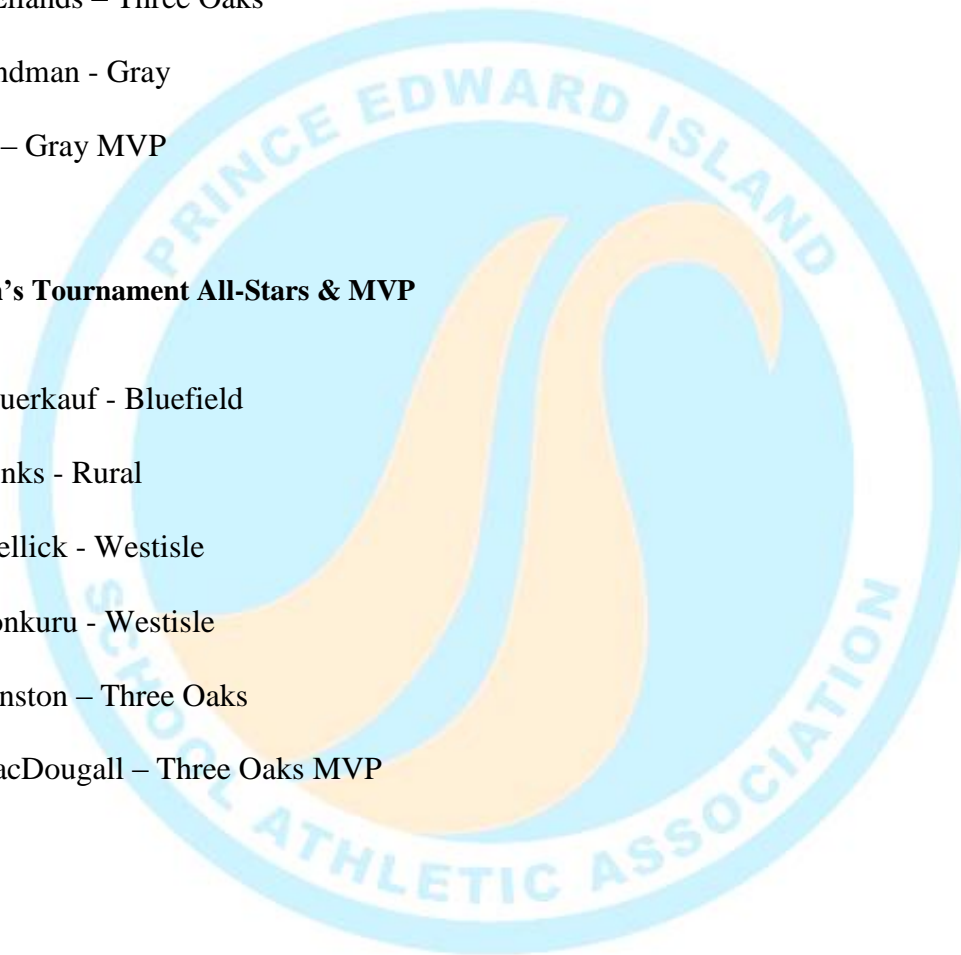 Effands – Three Oaks
ndman - Gray
– Gray MVP
n’s Tournament All-Stars & MVP
uerkauf - Bluefield
nks - Rural
ellick - Westisle
onkuru - Westisle
nston – Three Oaks
acDougall – Three Oaks MVP
PRINCE EDWARD ISLAND
SCHOOL ATHLETIC ASSOCIATION